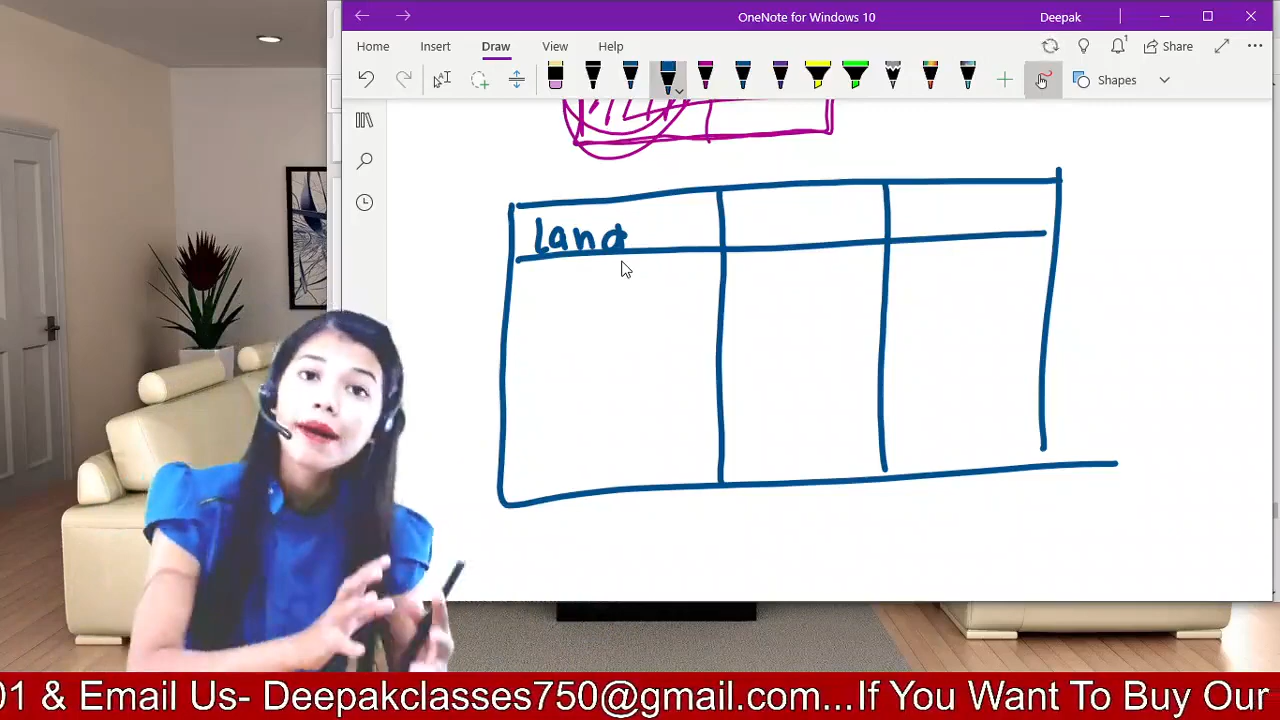 OneNote for Windows 10
Deepak
Home Insert Draw View Help
Share
Shapes
Land
01 & Email Us- Deepakclasses750@gmail.com...If You Want To Buy Our